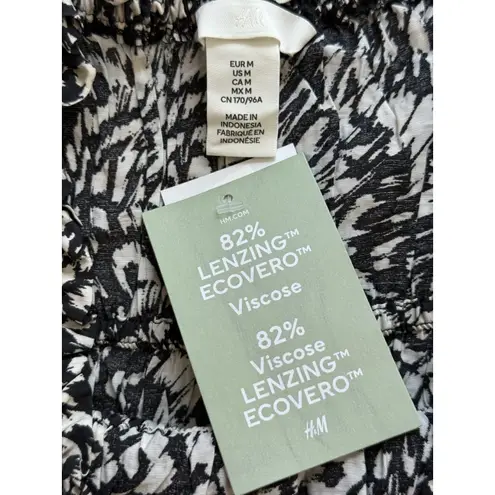 EUR M
US M
CA M
MX M
CN 170/96A
MADE IN
INDONESIA
FABRIQUÉ EN
INDONÉSIE
HM.COM
82%
LENZING™
ECOVERO™
Viscose
82%
Viscose
LENZING™
ECOVERO™
H&M